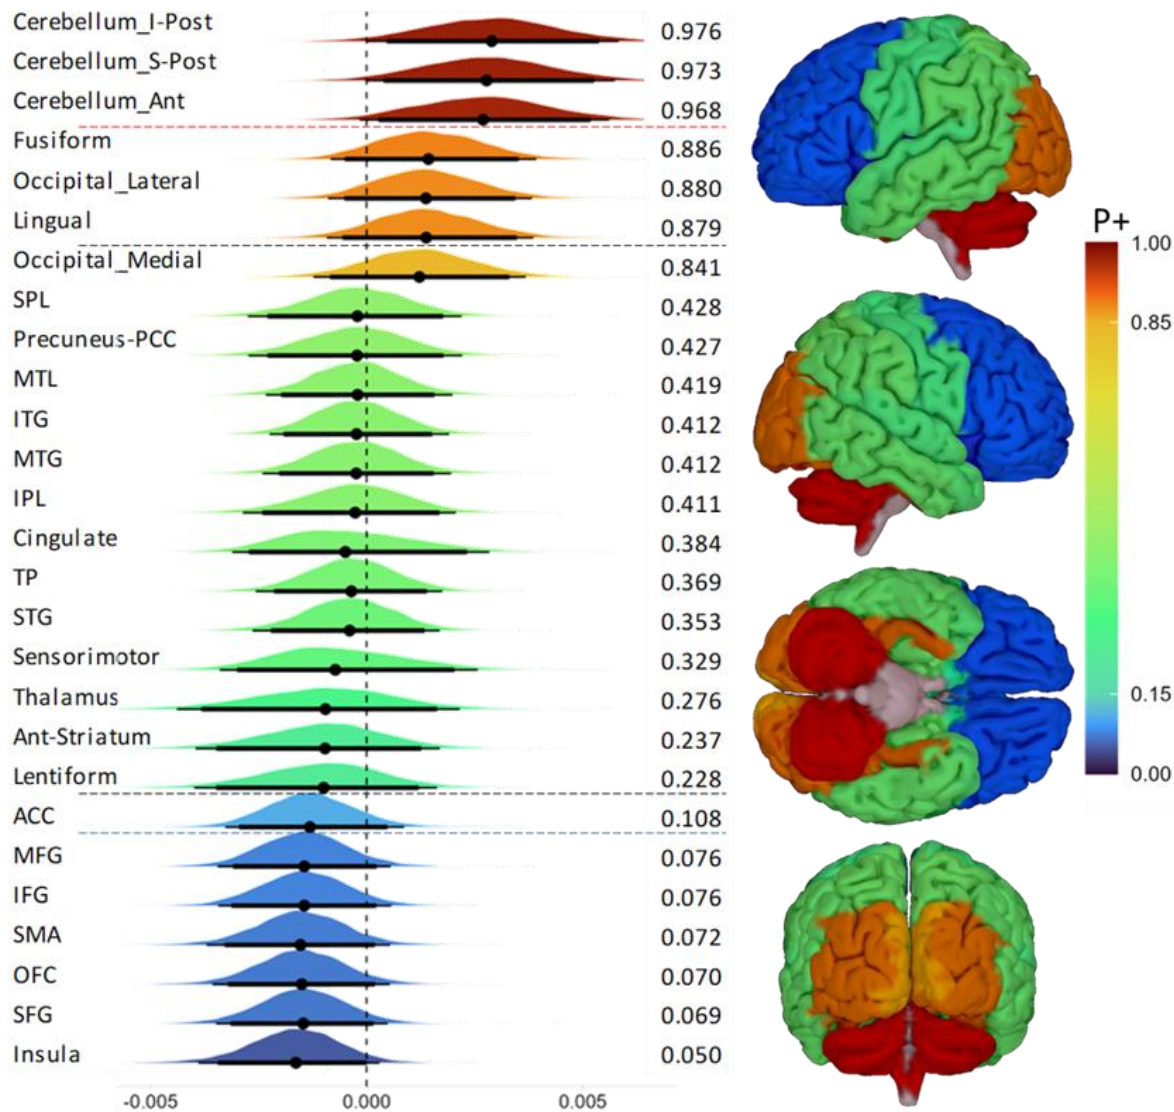 Cerebellum_I-Post 0.976
Cerebellum_S-Post 0.973
Cerebellum_Ant 0.968
Fusiform 0.886
Occipital_Lateral 0.880
Lingual 0.879
Occipital_Medial 0.841
SPL 0.428
Precuneus-PCC 0.427
MTL 0.419
ITG 0.412
MTG 0.412
IPL 0.411
Cingulate 0.384
TP 0.369
STG 0.353
Sensorimotor 0.329
Thalamus 0.276
Ant-Striatum 0.237
Lentiform 0.228
ACC 0.108
MFG 0.076
IFG 0.076
SMA 0.072
OFC 0.070
SFG 0.069
Insula 0.050
-0.005 0.000 0.005
P+
1.00
0.85
0.15
0.00